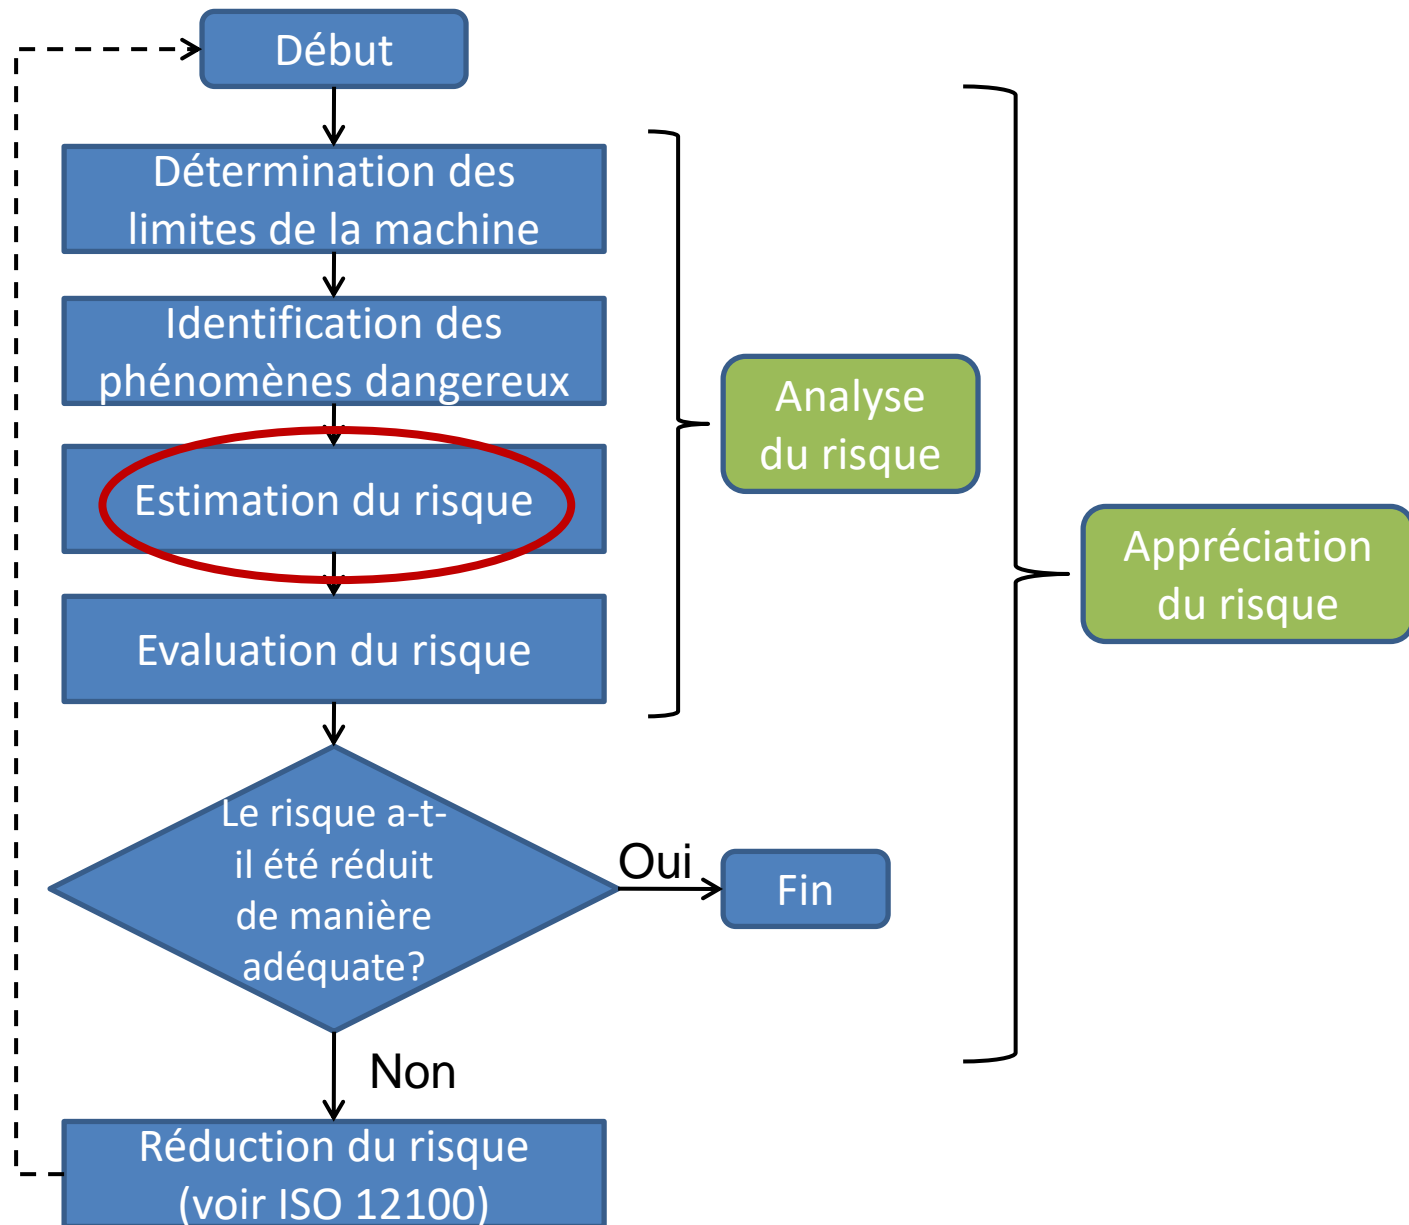 Début
Détermination des
limites de la machine
Identification des
phénomènes dangereux
Estimation du risque
Evaluation du risque
Analyse
du risque
Appréciation
du risque
Le risque a-t-
il été réduit
de manière
adéquate?
Oui
Fin
Non
Réduction du risque
(voir ISO 12100)